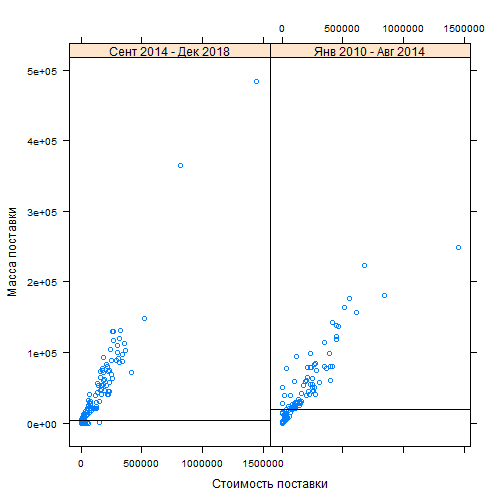 0 500000 1500000
Сент 2014 - Дек 2018 Янв 2010 - Авг 2014
5e+05
4e+05
3e+05
2e+05
1e+05
0e+00
Масса поставки
0 500000 1000000 1500000
Стоимость поставки